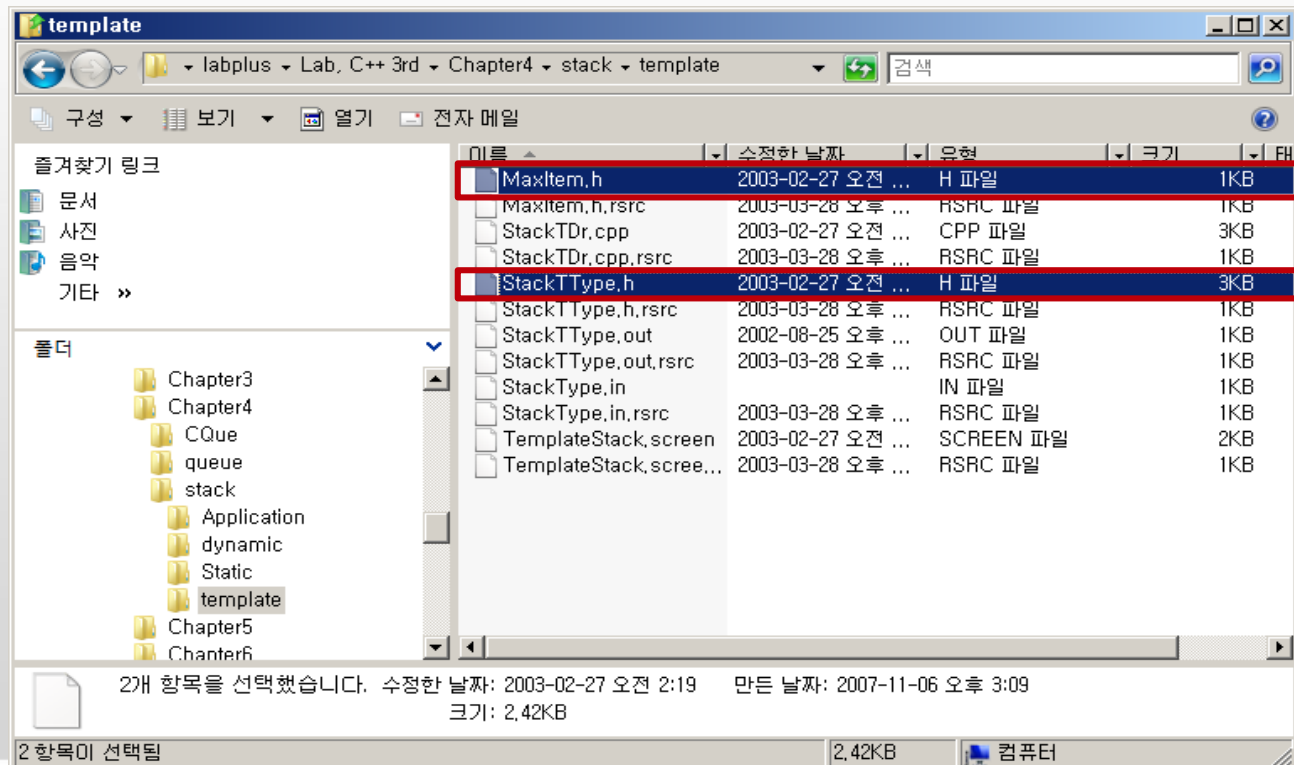 template
labplus Lab, C++ 3rd Chapter4 stack template 검색
구성 보기 열기 전자 메일
즐겨찾기 링크
문서
사진
음악
기타 »
폴더
Chapter3
Chapter4
CQue
queue
stack
Application
dynamic
Static
template
Chapter5
Chapter6
이름 수정한 날짜 유형 크기
MaxItem.h 2003-02-27 오전 ... H 파일 1KB
MaxItem.h.rsrc 2003-03-28 오후 ... RSRC 파일 1KB
StackTDr.cpp 2003-02-27 오전 ... CPP 파일 3KB
StackTDr.cpp.rsrc 2003-03-28 오후 ... RSRC 파일 1KB
StackTType.h 2003-02-27 오전 ... H 파일 3KB
StackTType.h.rsrc 2003-03-28 오후 ... RSRC 파일 1KB
StackTType.out 2002-08-25 오후 ... OUT 파일 1KB
StackTType.out.rsrc 2003-03-28 오후 ... RSRC 파일 1KB
StackType.in IN 파일 1KB
StackType.in.rsrc 2003-03-28 오후 ... RSRC 파일 1KB
TemplateStack.screen 2003-02-27 오전 ... SCREEN 파일 2KB
TemplateStack.scree... 2003-03-28 오후 ... RSRC 파일 1KB
2개 항목을 선택했습니다. 수정한 날짜: 2003-02-27 오전 2:19 만든 날짜: 2007-11-06 오후 3:09
크기: 2.42KB
2 항목이 선택됨 2.42KB 컴퓨터